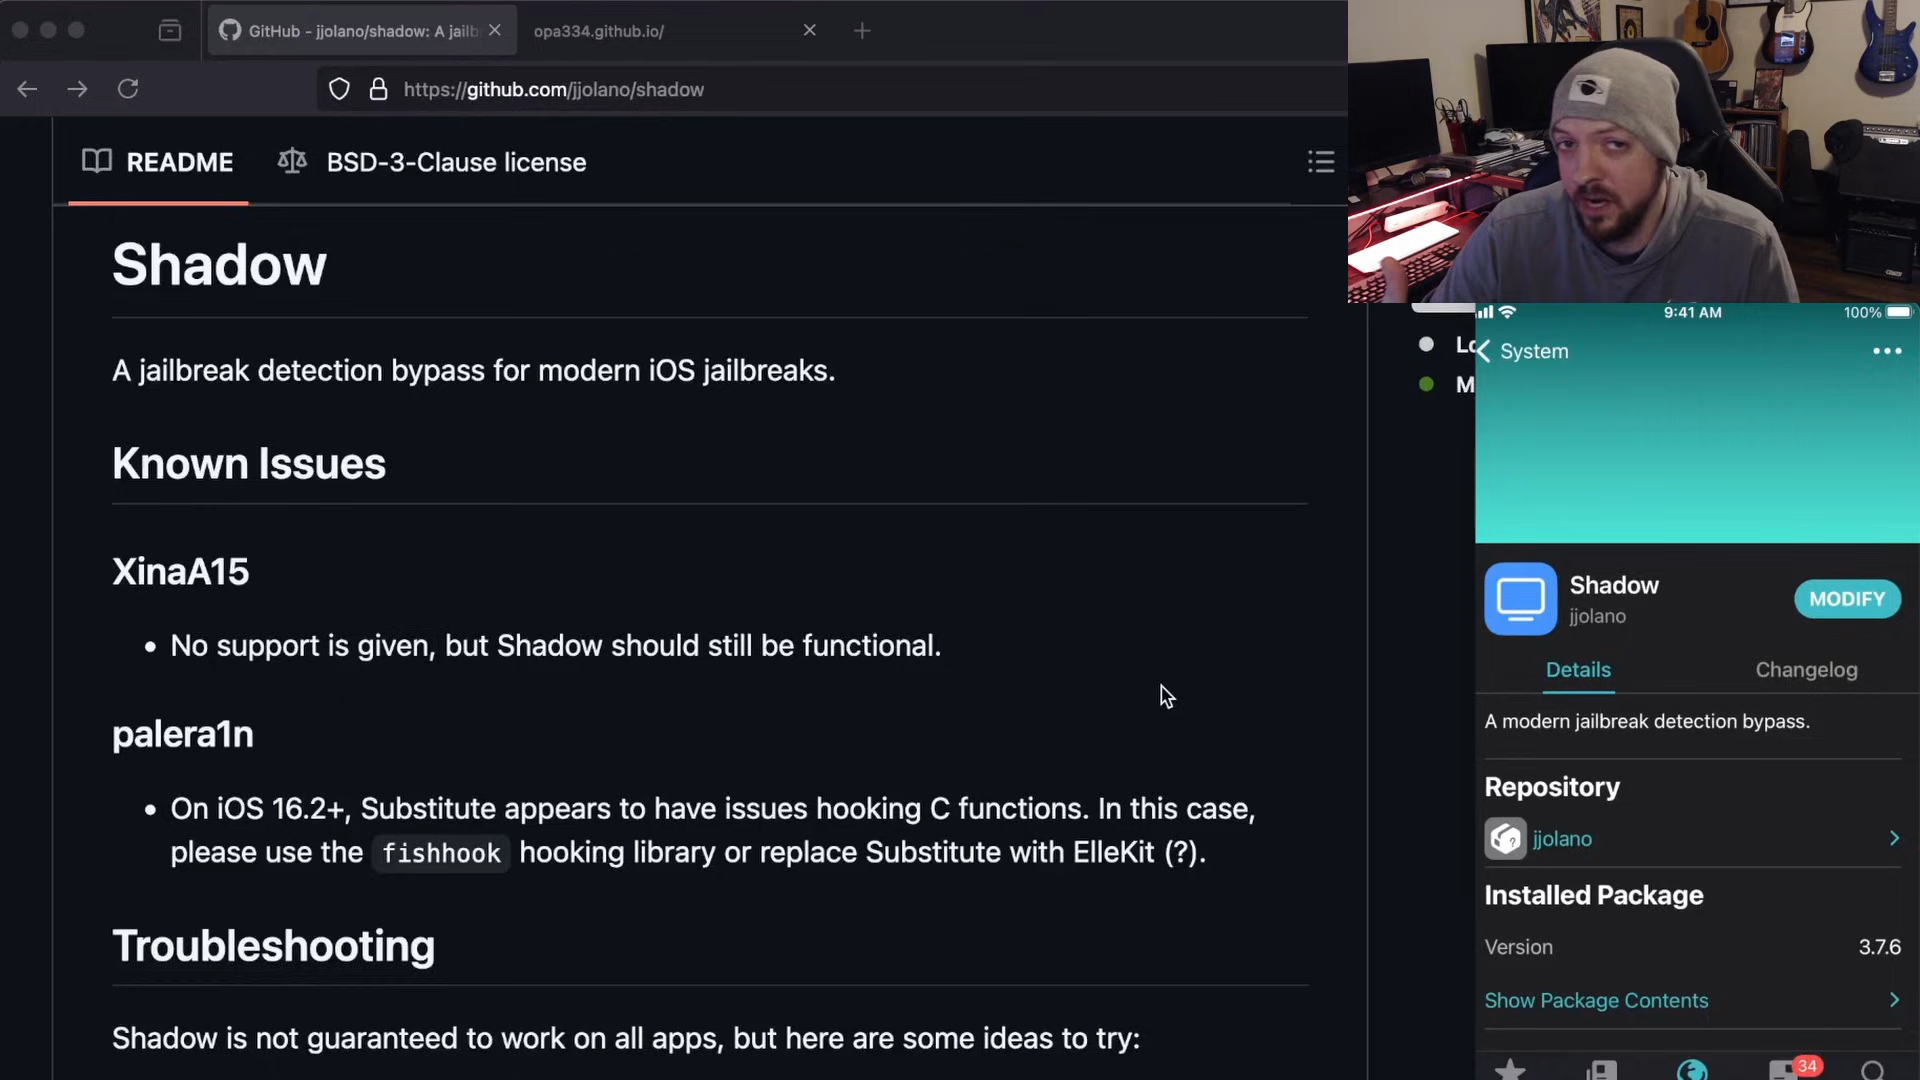 GitHub - jjolano/shadow: A jailb
opa334.github.io/
https://github.com/jjolano/shadow
README
BSD-3-Clause license
Shadow
A jailbreak detection bypass for modern iOS jailbreaks.
Known Issues
XinaA15
• No support is given, but Shadow should still be functional.
palera1n
• On iOS 16.2+, Substitute appears to have issues hooking C functions. In this case,
please use the fishhook hooking library or replace Substitute with ElleKit (?).
Troubleshooting
Shadow is not guaranteed to work on all apps, but here are some ideas to try:
M
9:41 AM
100%
System
Shadow
jjolano
MODIFY
Details
Changelog
A modern jailbreak detection bypass.
Repository
jjolano
Installed Package
Version
3.7.6
Show Package Contents
34